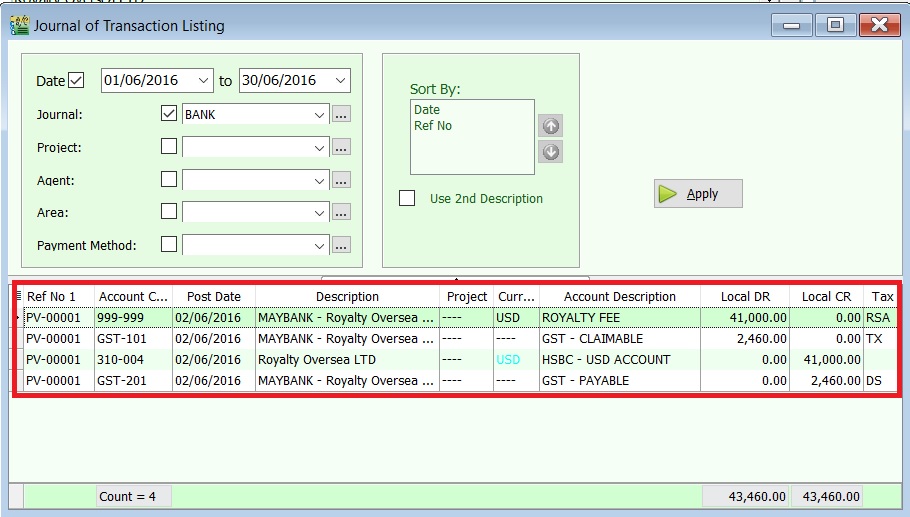 Journal of Transaction Listing
Date 01/06/2016 to 30/06/2016
Journal: BANK ...
Project: ...
Agent: ...
Area: ...
Payment Method: ...
Sort By:
Date
Ref No
Use 2nd Description
Apply
Ref No 1 Account C... Post Date Description Project Curr... Account Description Local DR Local CR Tax
PV-00001 999-999 02/06/2016 MAYBANK - Royalty Oversea ... ---- USD ROYALTY FEE 41,000.00 0.00 RSA
PV-00001 GST-101 02/06/2016 MAYBANK - Royalty Oversea ... ---- ---- GST - CLAIMABLE 2,460.00 0.00 TX
PV-00001 310-004 02/06/2016 Royalty Oversea LTD ---- USD HSBC - USD ACCOUNT 0.00 41,000.00
PV-00001 GST-201 02/06/2016 MAYBANK - Royalty Oversea ... ---- ---- GST - PAYABLE 0.00 2,460.00 DS
Count = 4 43,460.00 43,460.00